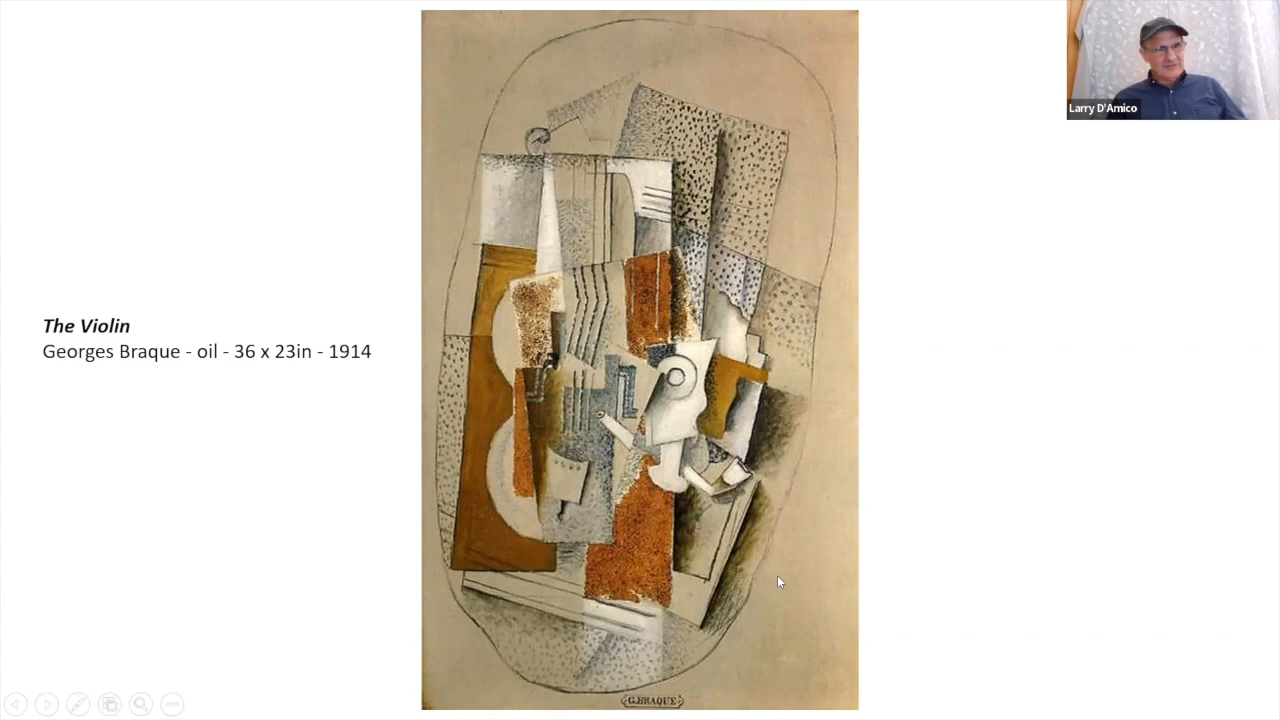 Larry D'Amico
The Violin
Georges Braque - oil - 36 x 23in - 1914
G.BRAQUE